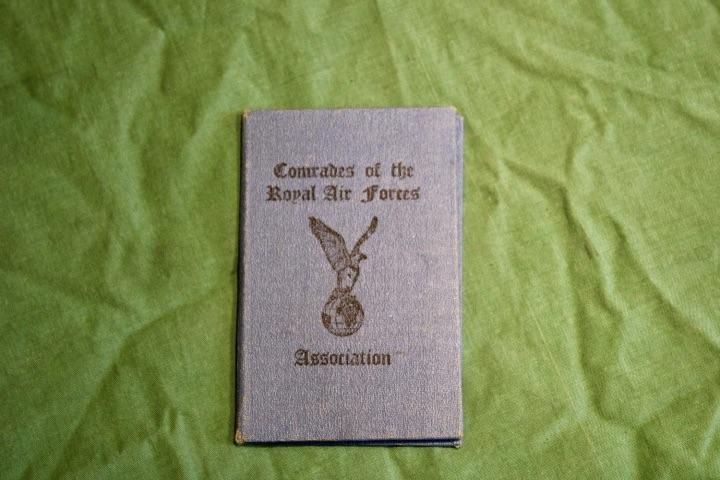 Comrades of the
Royal Air Forces
Association